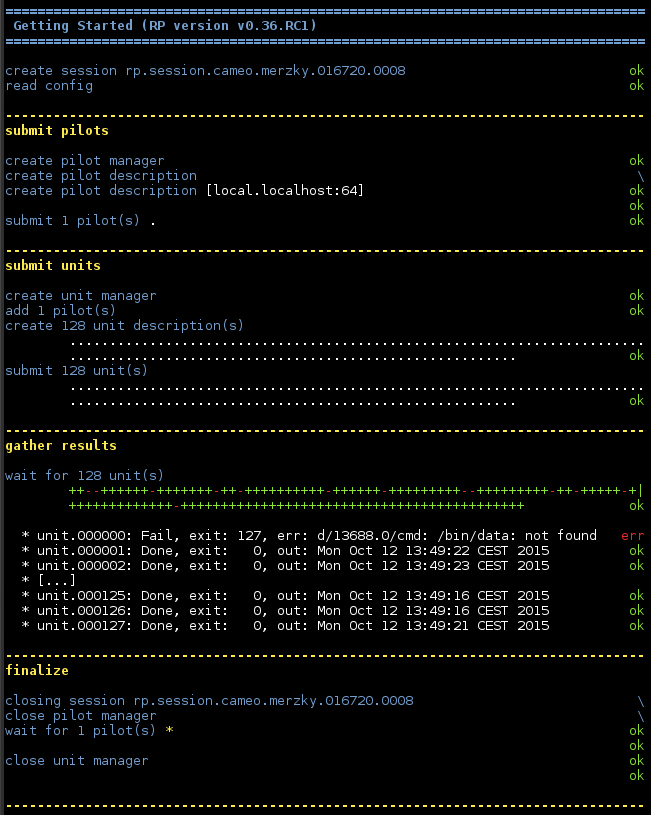 ================================================================================
Getting Started (RP version v0.36.RC1)
================================================================================
create session rp.session.cameo.merzky.016720.0008 ok
read config ok
--------------------------------------------------------------------------------
submit pilots
create pilot manager ok
create pilot description \
create pilot description [local.localhost:64] ok
ok
submit 1 pilot(s) . ok
--------------------------------------------------------------------------------
submit units
create unit manager ok
add 1 pilot(s) ok
create 128 unit description(s)
........................................................................
........................................................ ok
submit 128 unit(s)
........................................................................
........................................................ ok
--------------------------------------------------------------------------------
gather results
wait for 128 unit(s)
++--++++++-+++++++-++-++++++++++-++++++-+++++++++--+++++++++-++-+++++-+|
+++++++++++++-+++++++++++++++++++++++++++++++++++++++++++ ok
* unit.000000: Fail, exit: 127, err: d/13688.0/cmd: /bin/data: not found err
* unit.000001: Done, exit: 0, out: Mon Oct 12 13:49:22 CEST 2015 ok
* unit.000002: Done, exit: 0, out: Mon Oct 12 13:49:23 CEST 2015 ok
* [...]
* unit.000125: Done, exit: 0, out: Mon Oct 12 13:49:16 CEST 2015 ok
* unit.000126: Done, exit: 0, out: Mon Oct 12 13:49:16 CEST 2015 ok
* unit.000127: Done, exit: 0, out: Mon Oct 12 13:49:21 CEST 2015 ok
--------------------------------------------------------------------------------
finalize
closing session rp.session.cameo.merzky.016720.0008 \
close pilot manager \
wait for 1 pilot(s) * ok
ok
close unit manager ok
ok
--------------------------------------------------------------------------------